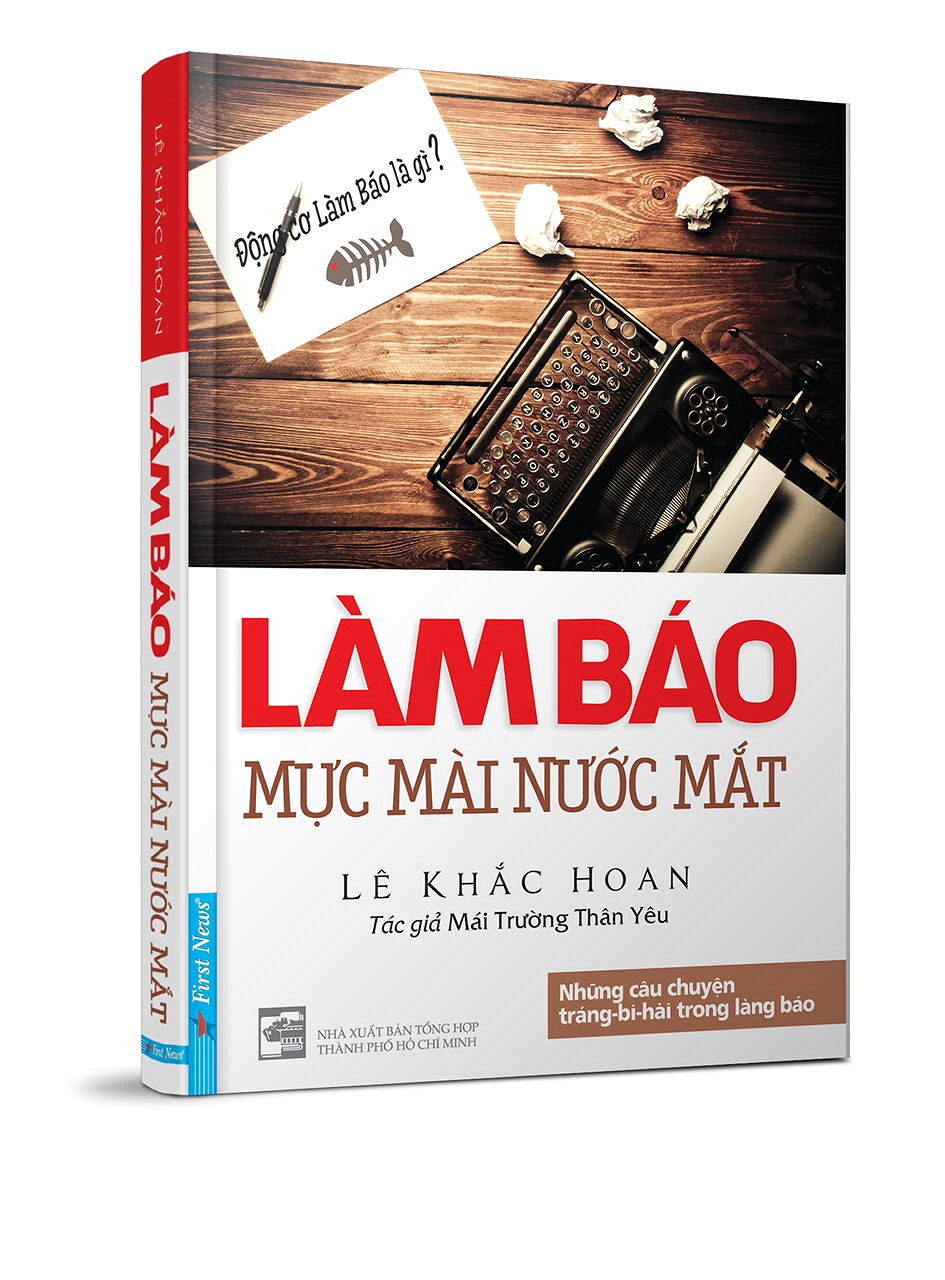 Động cơ Làm Báo là gì?
LÀM BÁO
MỰC MÀI NƯỚC MẮT
LÊ KHẮC HOAN
Tác giả Mái Trường Thân Yêu
Những câu chuyện
tráng-bi-hài trong làng báo
NHÀ XUẤT BẢN TỔNG HỢP
THÀNH PHỐ HỒ CHÍ MINH
First News®
LÊ KHẮC HOAN
LÀM BÁO MỰC MÀI NƯỚC MẮT
First News